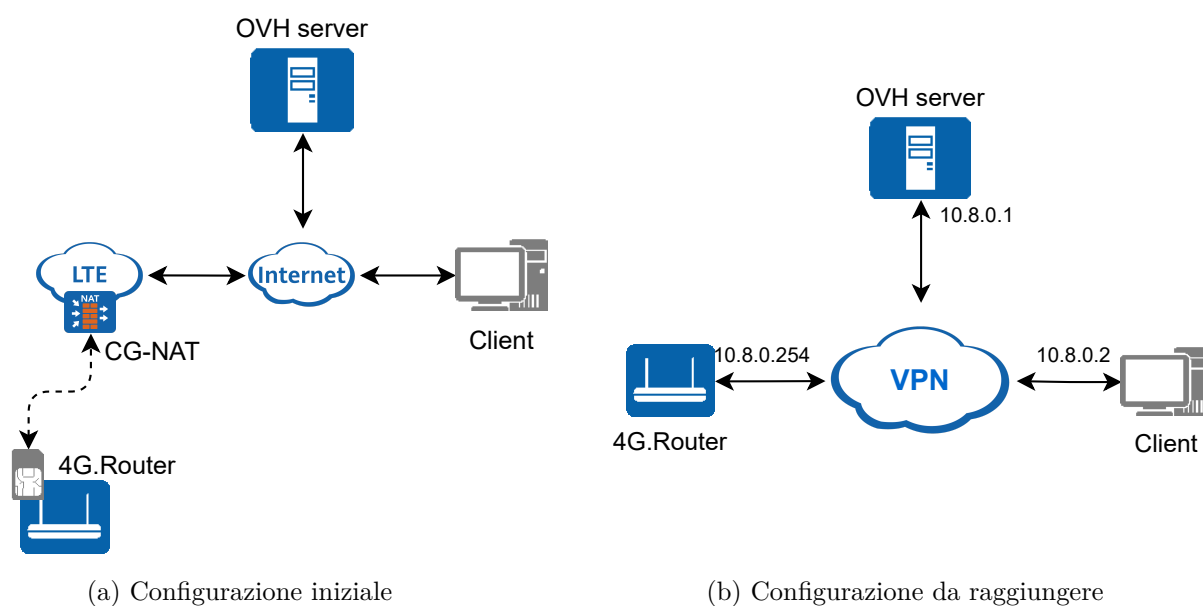 OVH server
LTE
NAT
Internet
CG-NAT
Client
4G.Router
(a) Configurazione iniziale
OVH server
10.8.0.1
10.8.0.254
VPN
10.8.0.2
4G.Router
Client
(b) Configurazione da raggiungere